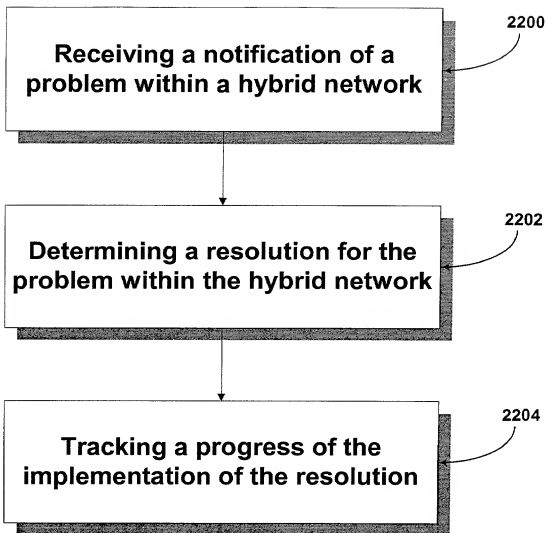 2200
Receiving a notification of a
problem within a hybrid network
2202
Determining a resolution for the
problem within the hybrid network
2204
Tracking a progress of the
implementation of the resolution